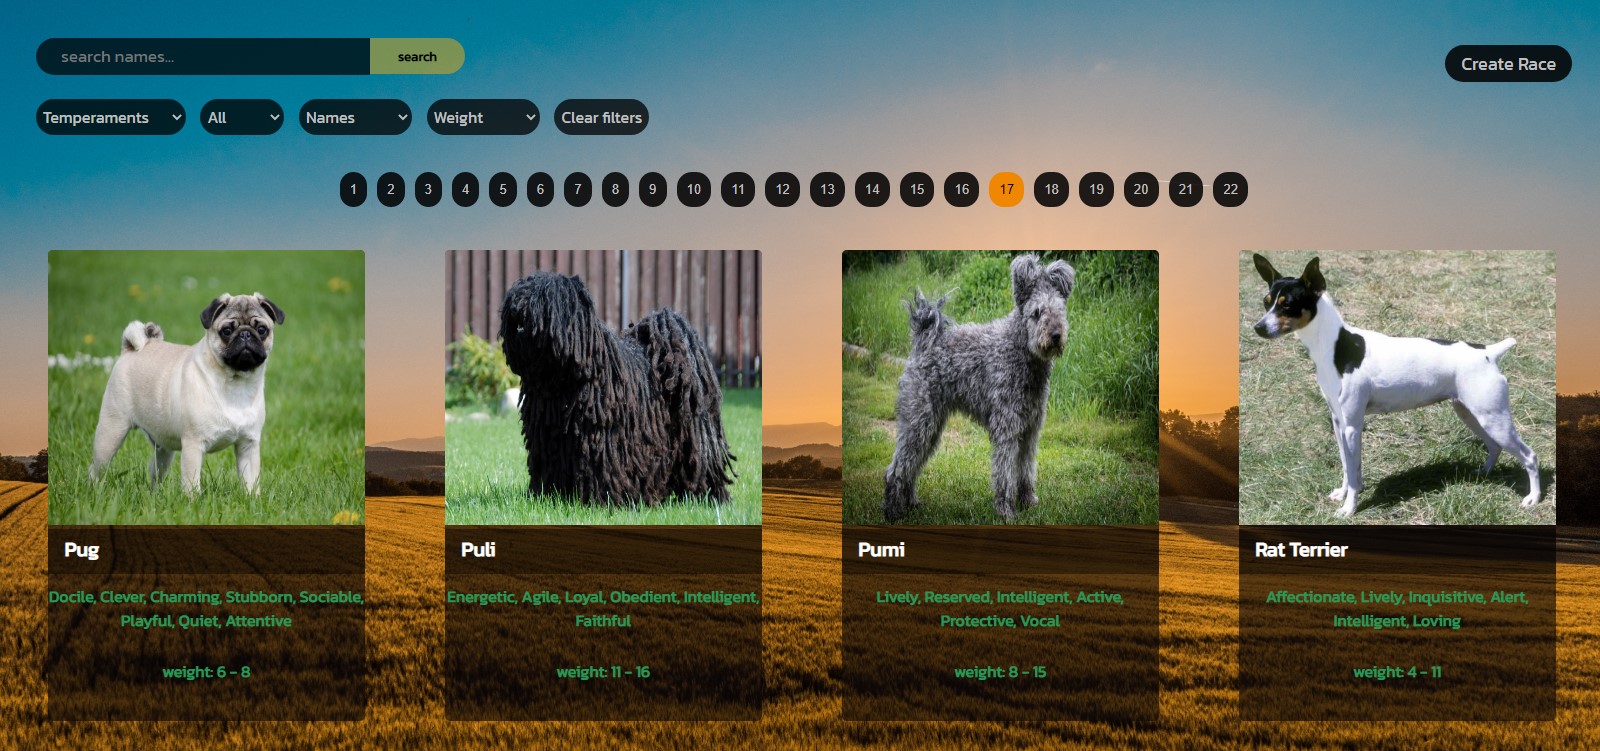 search names...
search
Create Race
Temperaments
All
Names
Weight
Clear filters
1 2 3 4 5 6 7 8 9 10 11 12 13 14 15 16 17 18 19 20 21 22
Pug
Docile, Clever, Charming, Stubborn, Sociable,
Playful, Quiet, Attentive
weight: 6 - 8
Puli
Energetic, Agile, Loyal, Obedient, Intelligent,
Faithful
weight: 11 - 16
Pumi
Lively, Reserved, Intelligent, Active,
Protective, Vocal
weight: 8 - 15
Rat Terrier
Affectionate, Lively, Inquisitive, Alert,
Intelligent, Loving
weight: 4 - 11